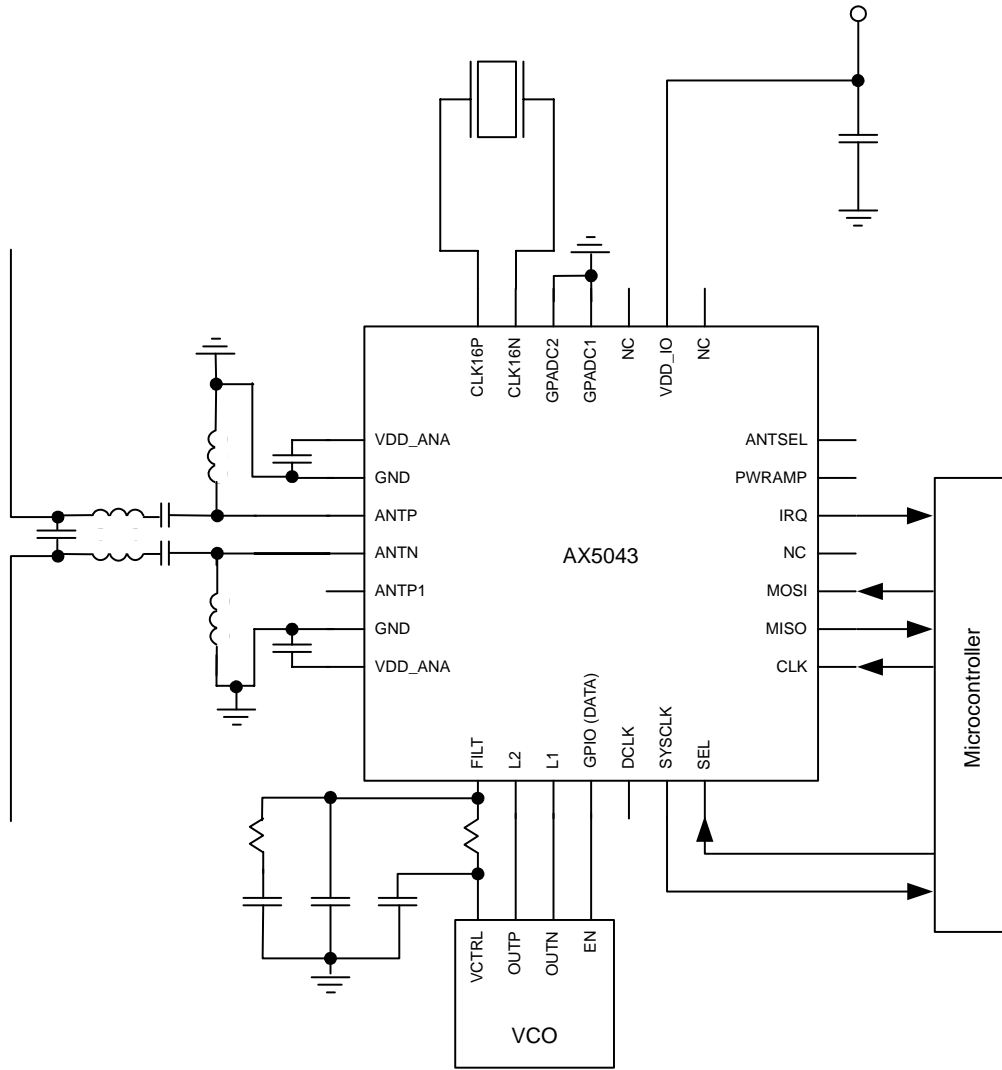 CLK16P
CLK16N
GPADC2
GPADC1
NC
VDD_IO
NC
VDD_ANA
GND
ANTP
ANTN
ANTP1
GND
VDD_ANA
AX5043
ANTSEL
PWRAMP
IRQ
NC
MOSI
MISO
CLK
FILT
L2
L1
GPIO (DATA)
DCLK
SYSCLK
SEL
Microcontroller
VCTRL
OUTP
OUTN
EN
VCO